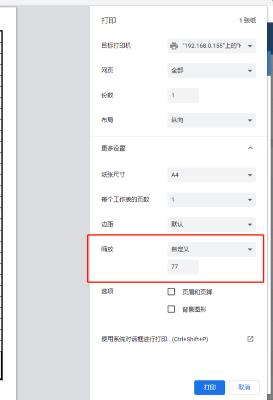 打印
1 张纸
目标打印机
"192.168.0.155"上的"H
网页
全部
份数
1
布局
纵向
更多设置
纸张尺寸
A4
每个工作表的页数
1
边距
默认
缩放
自定义
77
选项
页眉和页脚
背景图形
使用系统对话框进行打印... (Ctrl+Shift+P)
打印
取消